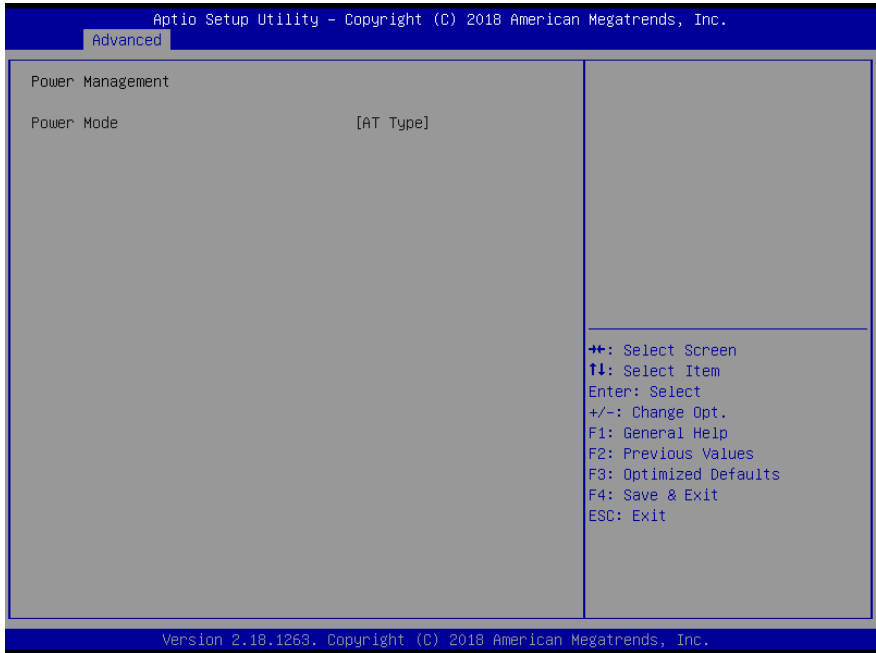 Aptio Setup Utility – Copyright (C) 2018 American Megatrends, Inc.
Advanced
Power Management
Power Mode [AT Type]
→←: Select Screen
↑↓: Select Item
Enter: Select
+/-: Change Opt.
F1: General Help
F2: Previous Values
F3: Optimized Defaults
F4: Save & Exit
ESC: Exit
Version 2.18.1263. Copyright (C) 2018 American Megatrends, Inc.